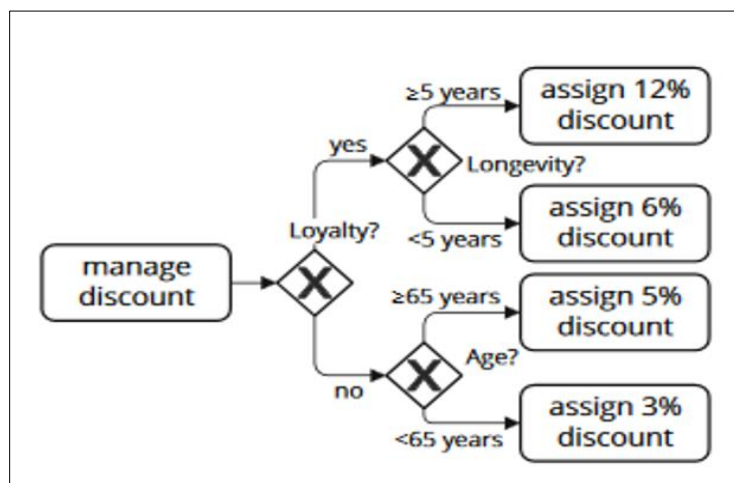 manage
discount
Loyalty?
yes
Longevity?
≥5 years
assign 12%
discount
<5 years
assign 6%
discount
no
Age?
≥65 years
assign 5%
discount
<65 years
assign 3%
discount